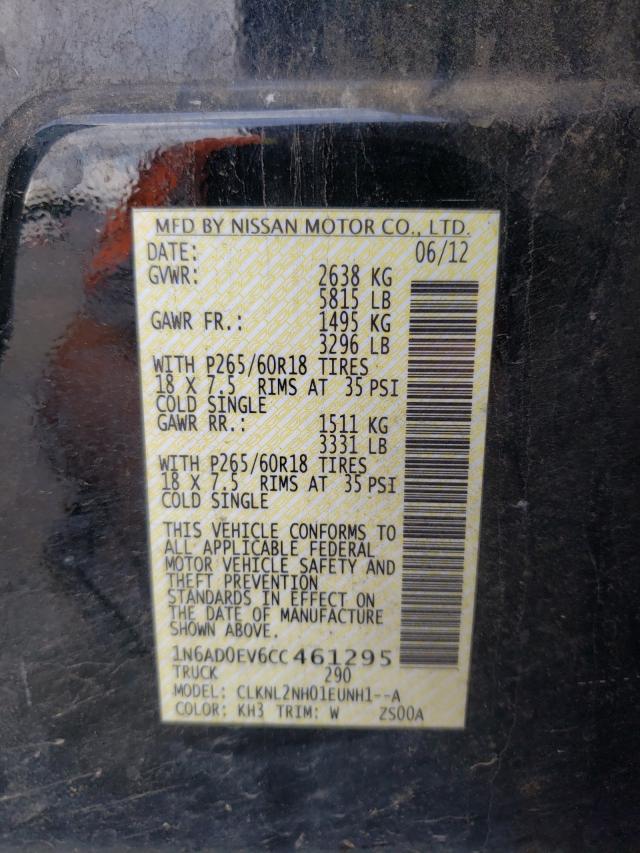 MFD BY NISSAN MOTOR CO., LTD.
DATE: 06/12
GVWR: 2638 KG
5815 LB
GAWR FR.: 1495 KG
3296 LB
WITH P265/60R18 TIRES
18 X 7.5 RIMS AT 35 PSI
COLD SINGLE
GAWR RR.: 1511 KG
3331 LB
WITH P265/60R18 TIRES
18 X 7.5 RIMS AT 35 PSI
COLD SINGLE
THIS VEHICLE CONFORMS TO
ALL APPLICABLE FEDERAL
MOTOR VEHICLE SAFETY AND
THEFT PREVENTION
STANDARDS IN EFFECT ON
THE DATE OF MANUFACTURE
SHOWN ABOVE.
1N6AD0EV6CC461295
TRUCK 290
MODEL: CLKNL2NH01EUNH1--A
COLOR: KH3 TRIM: W ZS00A